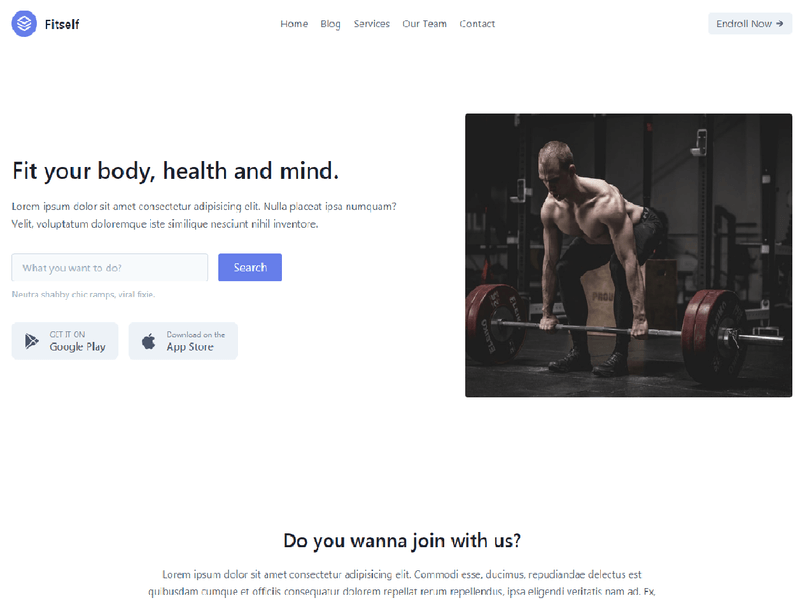 Fitself
Home Blog Services Our Team Contact
Endroll Now →
Fit your body, health and mind.
Lorem ipsum dolor sit amet consectetur adipisicing elit. Nulla placeat ipsa numquam?
Velit, voluptatum doloremque iste similique nesciunt nihil inventore.
What you want to do?
Search
Neutra shabby chic ramps, viral fixie.
GET IT ON
Google Play
Download on the
App Store
PROUD
ELEIKO
Do you wanna join with us?
Lorem ipsum dolor sit amet consectetur adipisicing elit. Commodi esse, ducimus, repudiandae delectus est
quibusdam cumque et officiis consequatur dolorem repellat rerum repellendus, ipsa eligendi veritatis nam ad. Ex,